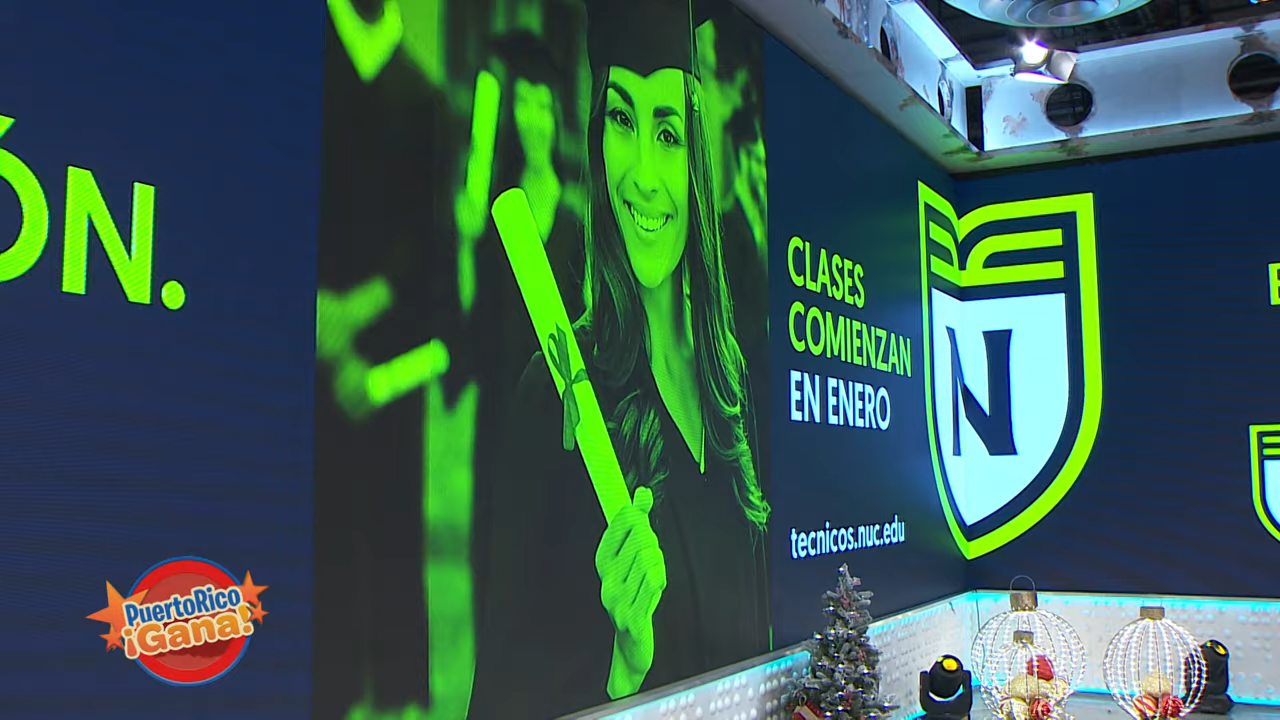 ÓN.
CLASES
COMIENZAN
EN ENERO
N
tecnicos.nuc.edu
PuertoRico
¡Gana!